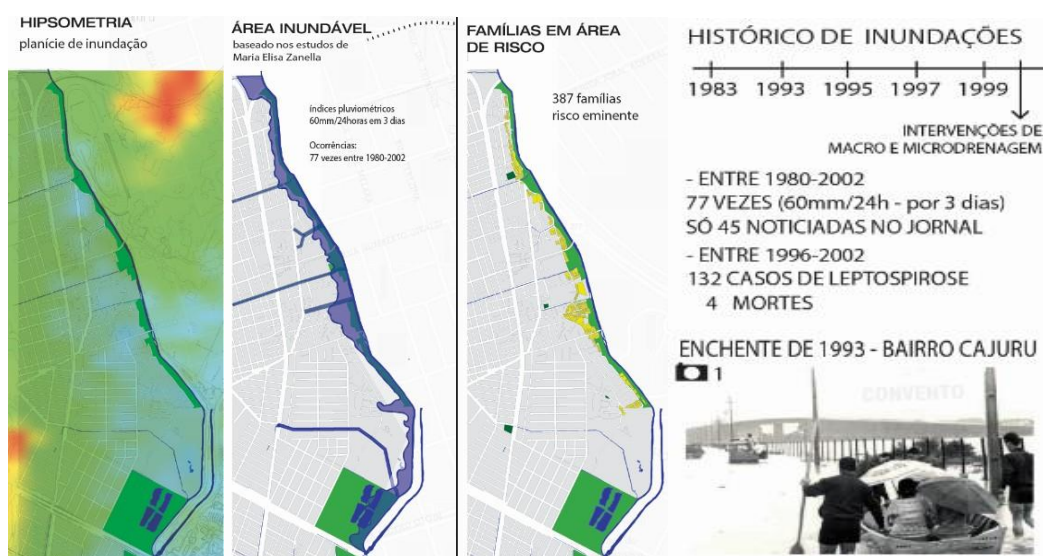 HIPSOMETRIA
planície de inundação
ÁREA INUNDÁVEL
baseado nos estudos de
Maria Elisa Zanella
índices pluviométricos
60mm/24horas em 3 dias
Ocorrências:
77 vezes entre 1980-2002
FAMÍLIAS EM ÁREA
DE RISCO
387 famílias
risco eminente
HISTÓRICO DE INUNDAÇÕES
1983 1993 1995 1997 1999
INTERVENÇÕES DE
MACRO E MICRODRENAGEM
- ENTRE 1980-2002
77 VEZES (60mm/24h - por 3 dias)
SÓ 45 NOTICIADAS NO JORNAL
- ENTRE 1996-2002
132 CASOS DE LEPTOSPIROSE
4 MORTES
ENCHENTE DE 1993 - BAIRRO CAJURU
1
CONVENTO